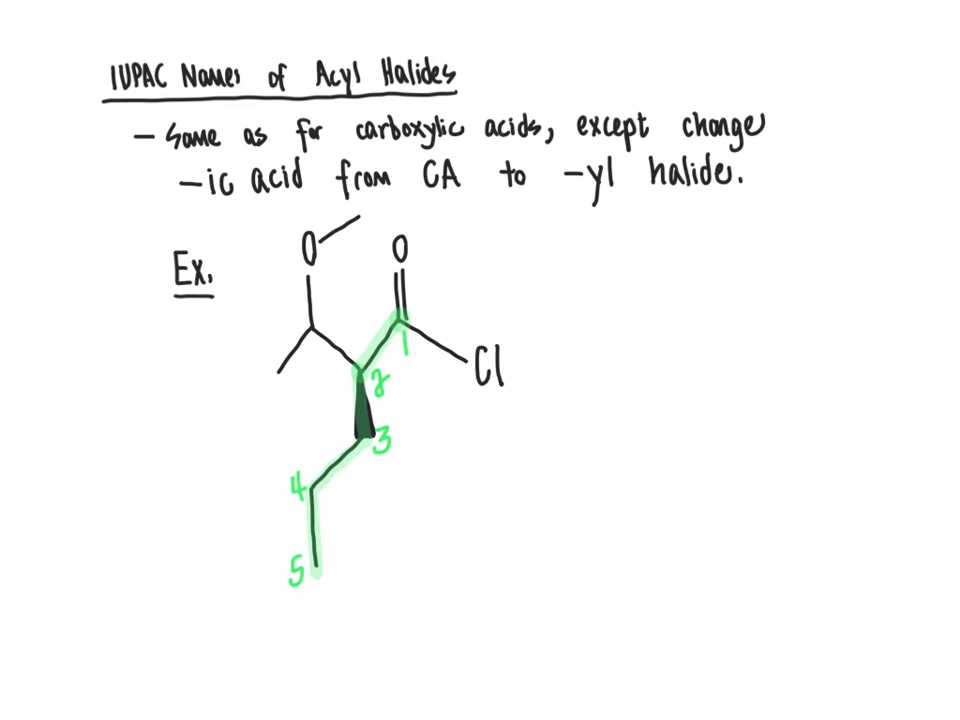 IUPAC Names of Acyl Halides
- Same as for carboxylic acids, except change
-ic acid from CA to -yl halide.
Ex.
O
O
1
Cl
2
3
4
5